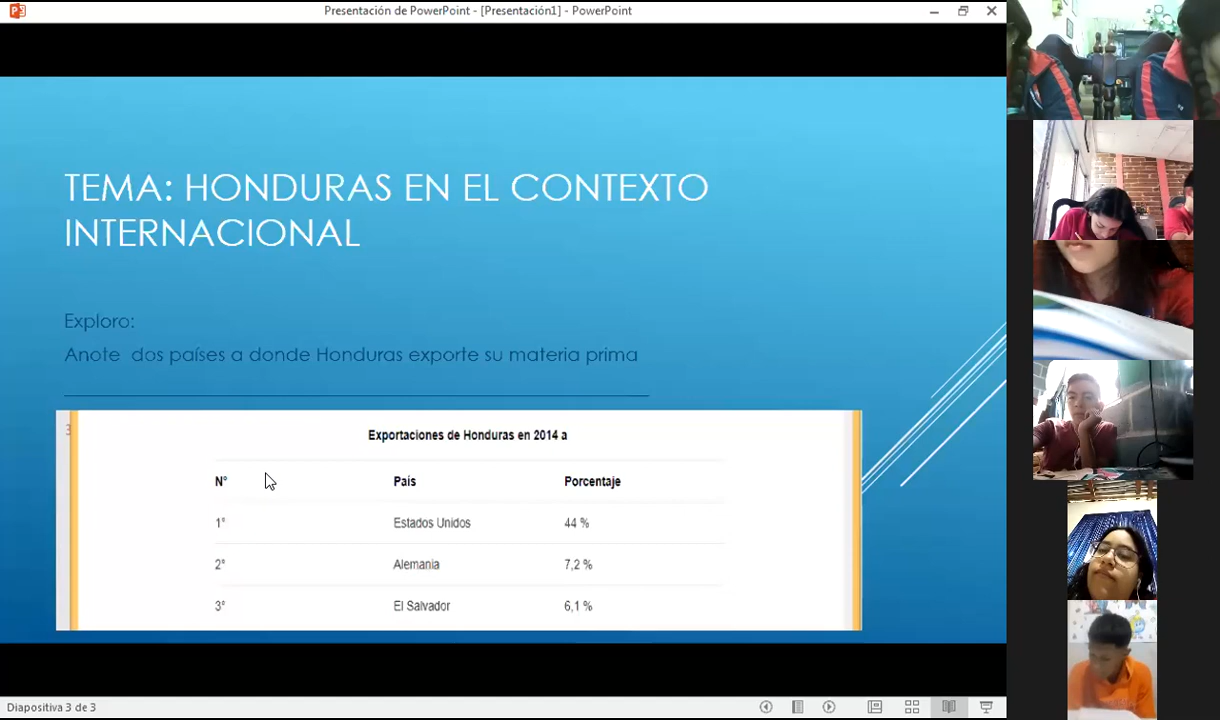 Presentación de PowerPoint - [Presentación1] - PowerPoint
TEMA: HONDURAS EN EL CONTEXTO
INTERNACIONAL
Exploro:
Anote dos países a donde Honduras exporte su materia prima
3
Exportaciones de Honduras en 2014 a
N° País Porcentaje
1° Estados Unidos 44 %
2° Alemania 7,2 %
3° El Salvador 6,1 %
Diapositiva 3 de 3